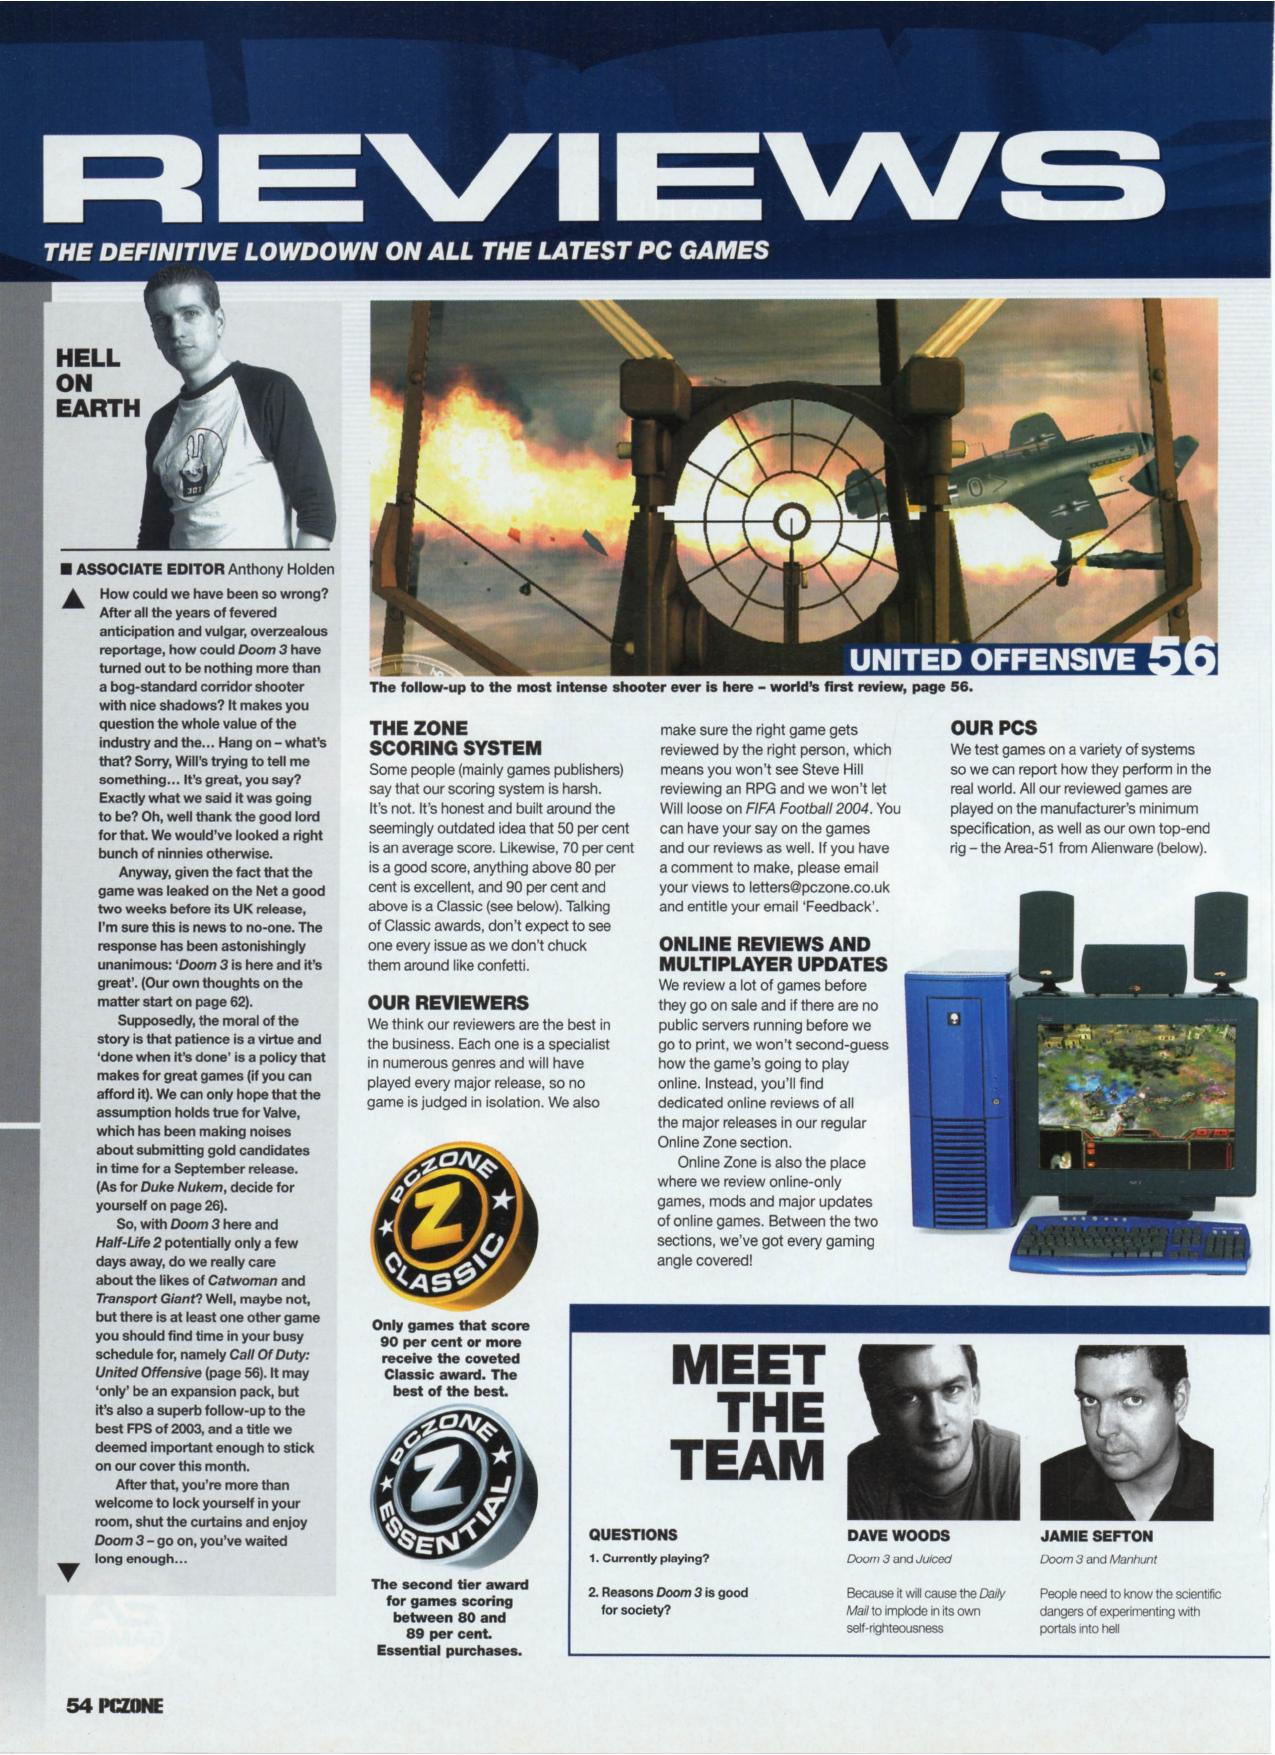 REVIEWS
THE DEFINITIVE LOWDOWN ON ALL THE LATEST PC GAMES
HELL
ON
EARTH
■ ASSOCIATE EDITOR Anthony Holden
How could we have been so wrong?
After all the years of fevered
anticipation and vulgar, overzealous
reportage, how could Doom 3 have
turned out to be nothing more than
a bog-standard corridor shooter
with nice shadows? It makes you
question the whole value of the
industry and the... Hang on – what's
that? Sorry, Will's trying to tell me
something... It's great, you say?
Exactly what we said it was going
to be? Oh, well thank the good lord
for that. We would've looked a right
bunch of ninnies otherwise.
Anyway, given the fact that the
game was leaked on the Net a good
two weeks before its UK release,
I'm sure this is news to no-one. The
response has been astonishingly
unanimous: 'Doom 3 is here and it's
great'. (Our own thoughts on the
matter start on page 62).
Supposedly, the moral of the
story is that patience is a virtue and
'done when it's done' is a policy that
makes for great games (if you can
afford it). We can only hope that the
assumption holds true for Valve,
which has been making noises
about submitting gold candidates
in time for a September release.
(As for Duke Nukem, decide for
yourself on page 26).
So, with Doom 3 here and
Half-Life 2 potentially only a few
days away, do we really care
about the likes of Catwoman and
Transport Giant? Well, maybe not,
but there is at least one other game
you should find time in your busy
schedule for, namely Call Of Duty:
United Offensive (page 56). It may
'only' be an expansion pack, but
it's also a superb follow-up to the
best FPS of 2003, and a title we
deemed important enough to stick
on our cover this month.
After that, you're more than
welcome to lock yourself in your
room, shut the curtains and enjoy
Doom 3 – go on, you've waited
long enough...
UNITED OFFENSIVE 56
The follow-up to the most intense shooter ever is here – world's first review, page 56.
THE ZONE
SCORING SYSTEM
Some people (mainly games publishers)
say that our scoring system is harsh.
It's not. It's honest and built around the
seemingly outdated idea that 50 per cent
is an average score. Likewise, 70 per cent
is a good score, anything above 80 per
cent is excellent, and 90 per cent and
above is a Classic (see below). Talking
of Classic awards, don't expect to see
one every issue as we don't chuck
them around like confetti.
OUR REVIEWERS
We think our reviewers are the best in
the business. Each one is a specialist
in numerous genres and will have
played every major release, so no
game is judged in isolation. We also
make sure the right game gets
reviewed by the right person, which
means you won't see Steve Hill
reviewing an RPG and we won't let
Will loose on FIFA Football 2004. You
can have your say on the games
and our reviews as well. If you have
a comment to make, please email
your views to letters@pczone.co.uk
and entitle your email 'Feedback'.
ONLINE REVIEWS AND
MULTIPLAYER UPDATES
We review a lot of games before
they go on sale and if there are no
public servers running before we
go to print, we won't second-guess
how the game's going to play
online. Instead, you'll find
dedicated online reviews of all
the major releases in our regular
Online Zone section.
Online Zone is also the place
where we review online-only
games, mods and major updates
of online games. Between the two
sections, we've got every gaming
angle covered!
OUR PCS
We test games on a variety of systems
so we can report how they perform in the
real world. All our reviewed games are
played on the manufacturer's minimum
specification, as well as our own top-end
rig – the Area-51 from Alienware (below).
PCZONE
Z
CLASSIC
Only games that score
90 per cent or more
receive the coveted
Classic award. The
best of the best.
PCZONE
Z
ESSENTIAL
The second tier award
for games scoring
between 80 and
89 per cent.
Essential purchases.
MEET
THE
TEAM
QUESTIONS
1. Currently playing?
2. Reasons Doom 3 is good
for society?
DAVE WOODS
Doom 3 and Juiced
Because it will cause the Daily
Mail to implode in its own
self-righteousness
JAMIE SEFTON
Doom 3 and Manhunt
People need to know the scientific
dangers of experimenting with
portals into hell
54 PCZONE